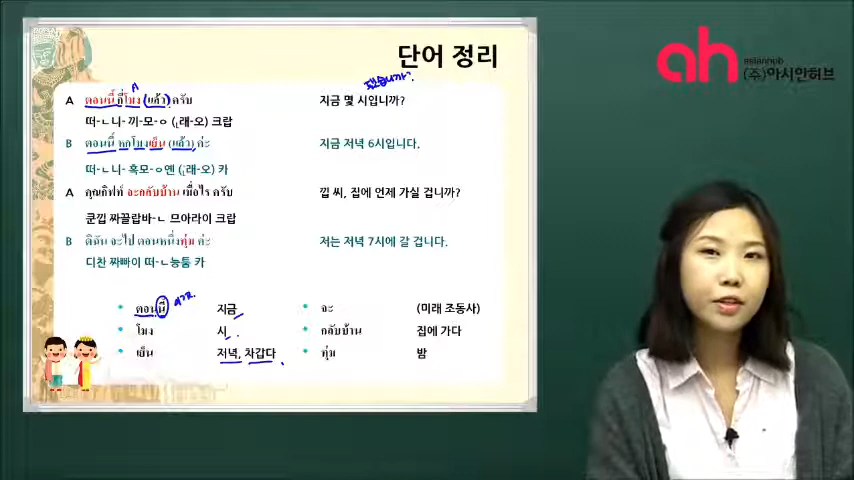 단어 정리
ah asianhub (주)아시안허브
A ตอนนี้ กี่โมง (แล้ว) ครับ 지금 몇 시입니까?
떠-ㄴ니-끼-모-ㅇ (래-오) 크랍
B ตอนนี้ หกโมงเย็น (แล้ว) ค่ะ 지금 저녁 6시입니다.
떠-ㄴ니- 혹모-ㅇ옌 (래-오) 카
A คุณกิฟท์ จะกลับบ้าน เมื่อไร ครับ 낍 씨, 집에 언제 가실 겁니까?
쿤낍 짜끌랍바-ㄴ 므아라이 크랍
B ดิฉัน จะไป ตอนหนึ่งทุ่ม ค่ะ 저는 저녁 7시에 갈 겁니다.
디찬 짜빠이 떠-ㄴ능툼 카
• ตอนนี้ 지금 • จะ (미래 조동사)
• โมง 시 • กลับบ้าน 집에 가다
• เย็น 저녁, 차갑다 • ทุ่ม 밤